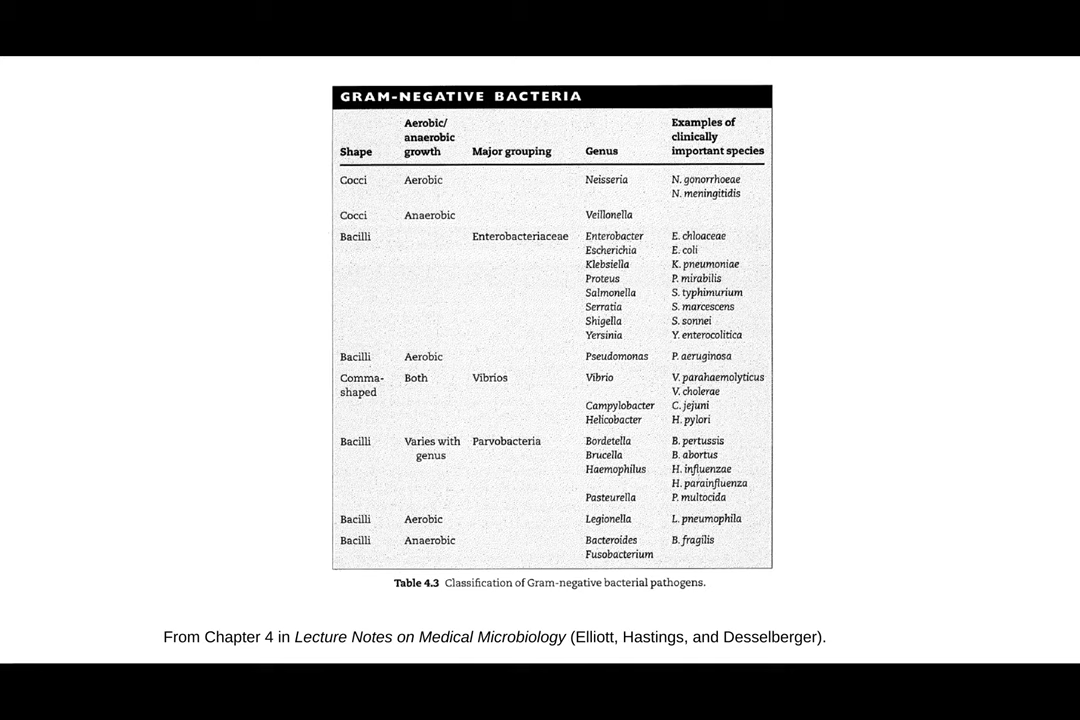 GRAM-NEGATIVE BACTERIA
Aerobic/ Examples of
anaerobic clinically
Shape growth Major grouping Genus important species
Cocci Aerobic Neisseria N. gonorrhoeae
N. meningitidis
Cocci Anaerobic Veillonella
Bacilli Enterobacteriaceae Enterobacter E. chloaceae
Escherichia E. coli
Klebsiella K. pneumoniae
Proteus P. mirabilis
Salmonella S. typhimurium
Serratia S. marcescens
Shigella S. sonnei
Yersinia Y. enterocolitica
Bacilli Aerobic Pseudomonas P. aeruginosa
Comma- Both Vibrios Vibrio V. parahaemolyticus
shaped V. cholerae
Campylobacter C. jejuni
Helicobacter H. pylori
Bacilli Varies with Parvobacteria Bordetella B. pertussis
genus Brucella B. abortus
Haemophilus H. influenzae
H. parainfluenza
Pasteurella P. multocida
Bacilli Aerobic Legionella L. pneumophila
Bacilli Anaerobic Bacteroides B. fragilis
Fusobacterium
Table 4.3 Classification of Gram-negative bacterial pathogens.
From Chapter 4 in Lecture Notes on Medical Microbiology (Elliott, Hastings, and Desselberger).